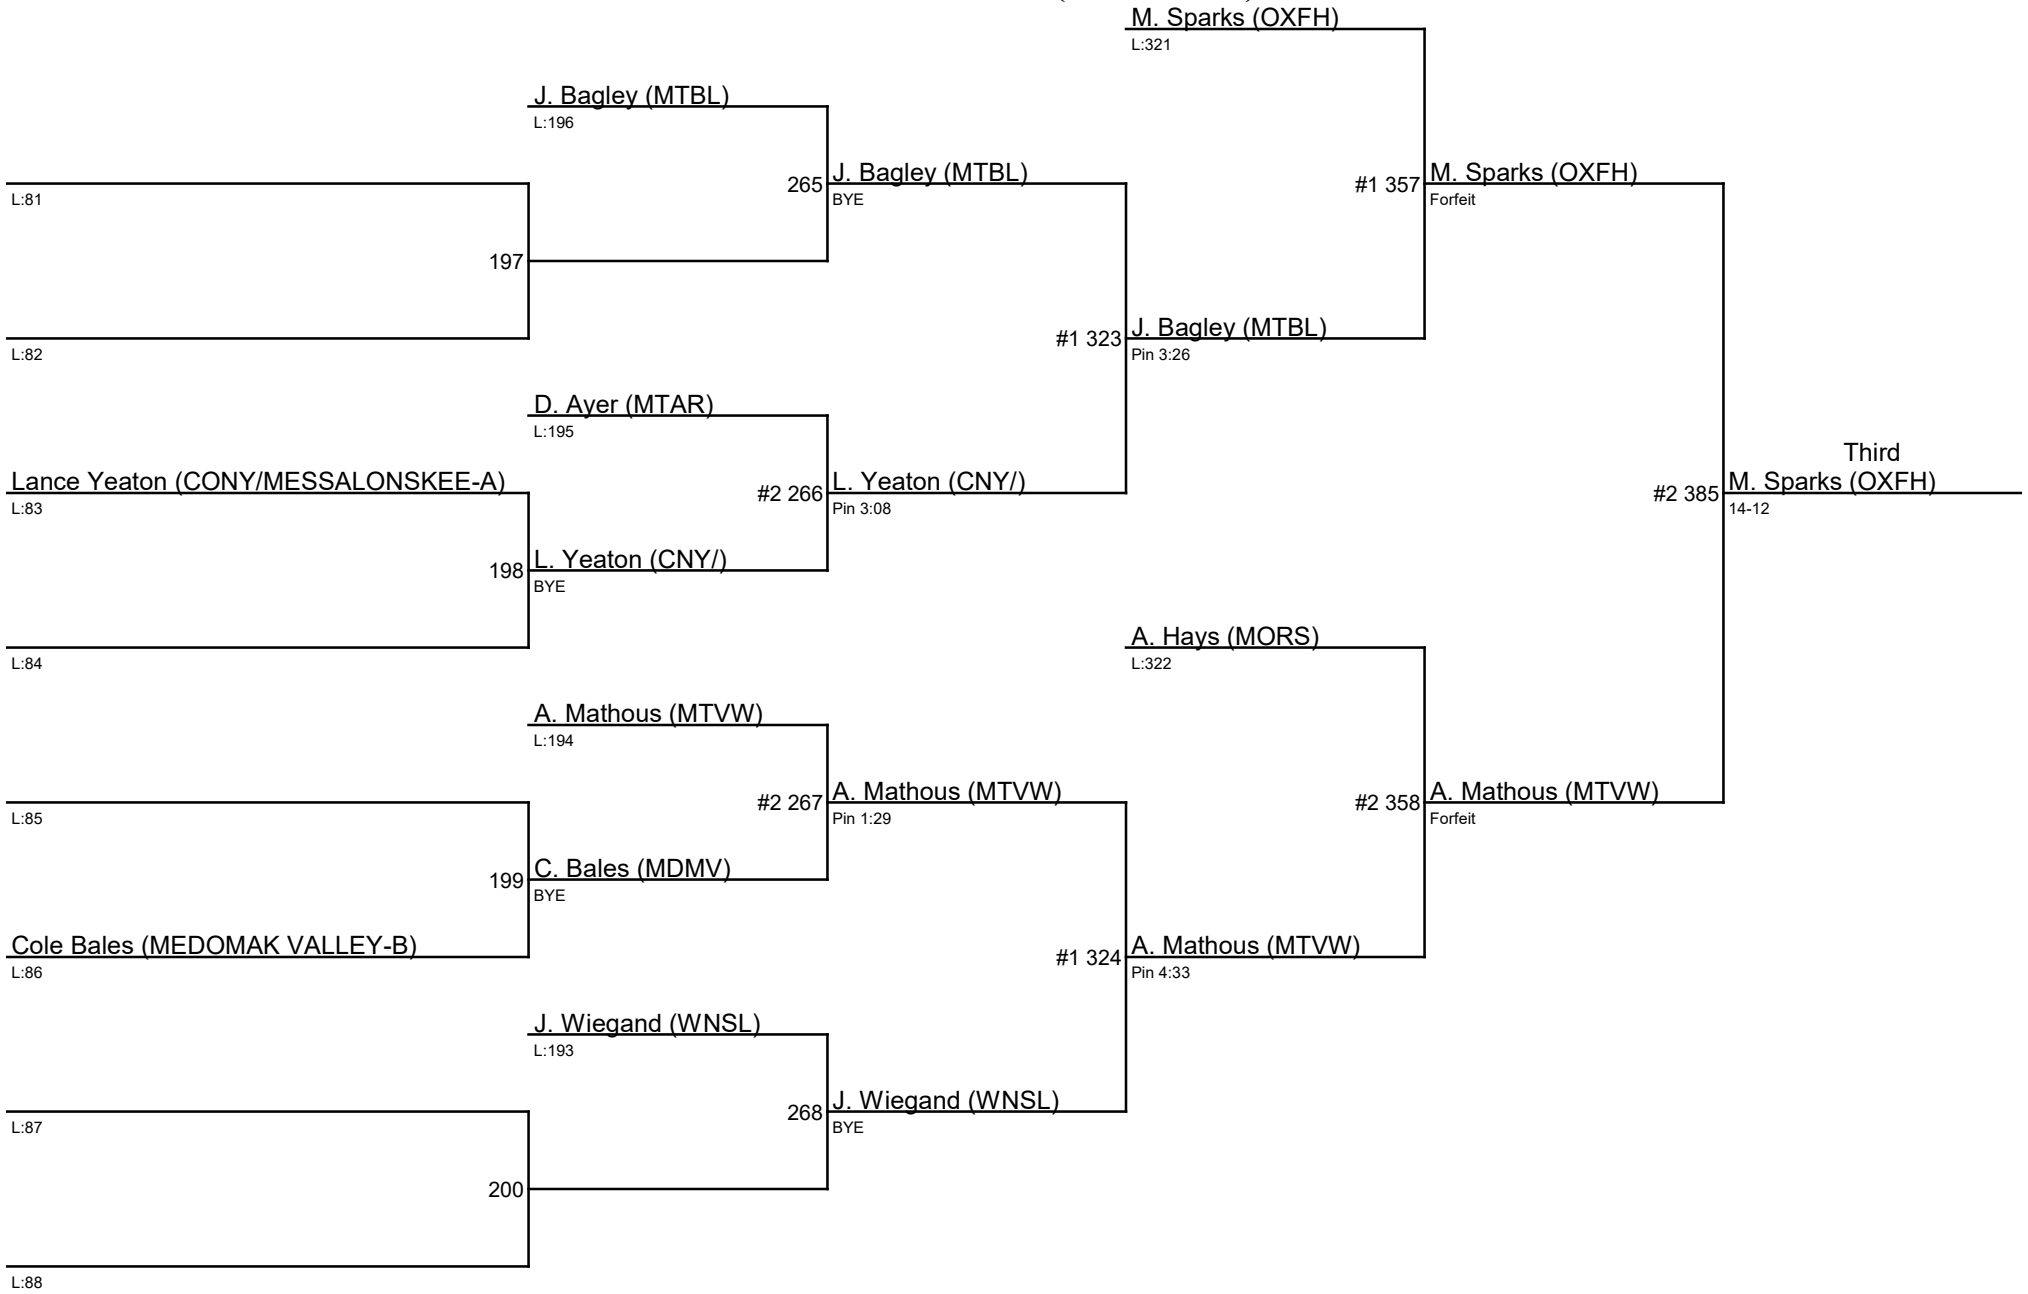 M. Sparks (OXFH)
L:321
J. Bagley (MTBL)
L:196
L:81
265 J. Bagley (MTBL)
BYE
#1 357 M. Sparks (OXFH)
Forfeit
197
L:82
#1 323 J. Bagley (MTBL)
Pin 3:26
D. Ayer (MTAR)
L:195
Third
Lance Yeaton (CONY/MESSALONSKEE-A)
L:83
#2 266 L. Yeaton (CNY/)
Pin 3:08
#2 385 M. Sparks (OXFH)
14-12
198 L. Yeaton (CNY/)
BYE
L:84
A. Hays (MORS)
L:322
A. Mathous (MTVW)
L:194
L:85
#2 267 A. Mathous (MTVW)
Pin 1:29
#2 358 A. Mathous (MTVW)
Forfeit
199 C. Bales (MDMV)
BYE
Cole Bales (MEDOMAK VALLEY-B)
L:86
#1 324 A. Mathous (MTVW)
Pin 4:33
J. Wiegand (WNSL)
L:193
L:87
268 J. Wiegand (WNSL)
BYE
200
L:88